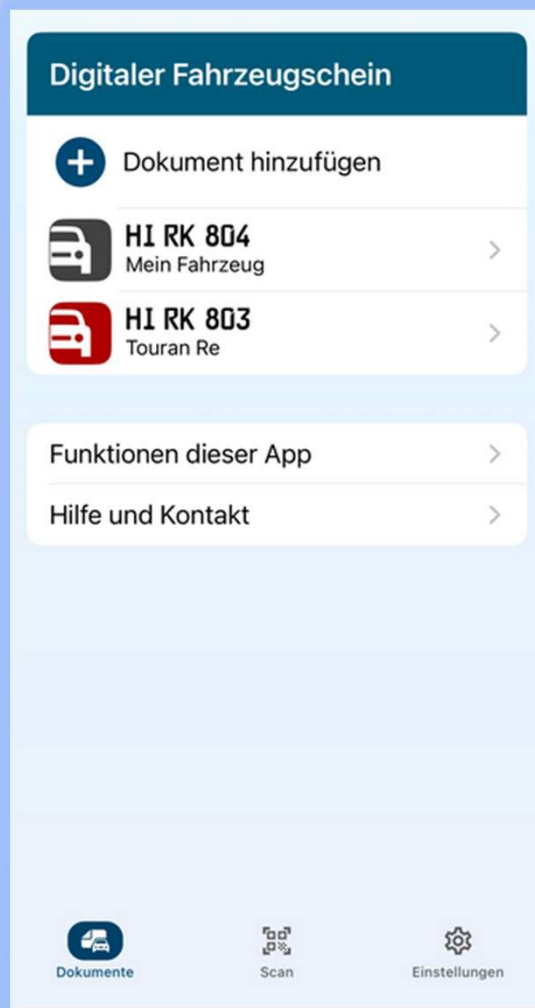 Digitaler Fahrzeugschein
Dokument hinzufügen
HI RK 804
Mein Fahrzeug
HI RK 803
Touran Re
Funktionen dieser App
Hilfe und Kontakt
Dokumente
Scan
Einstellungen